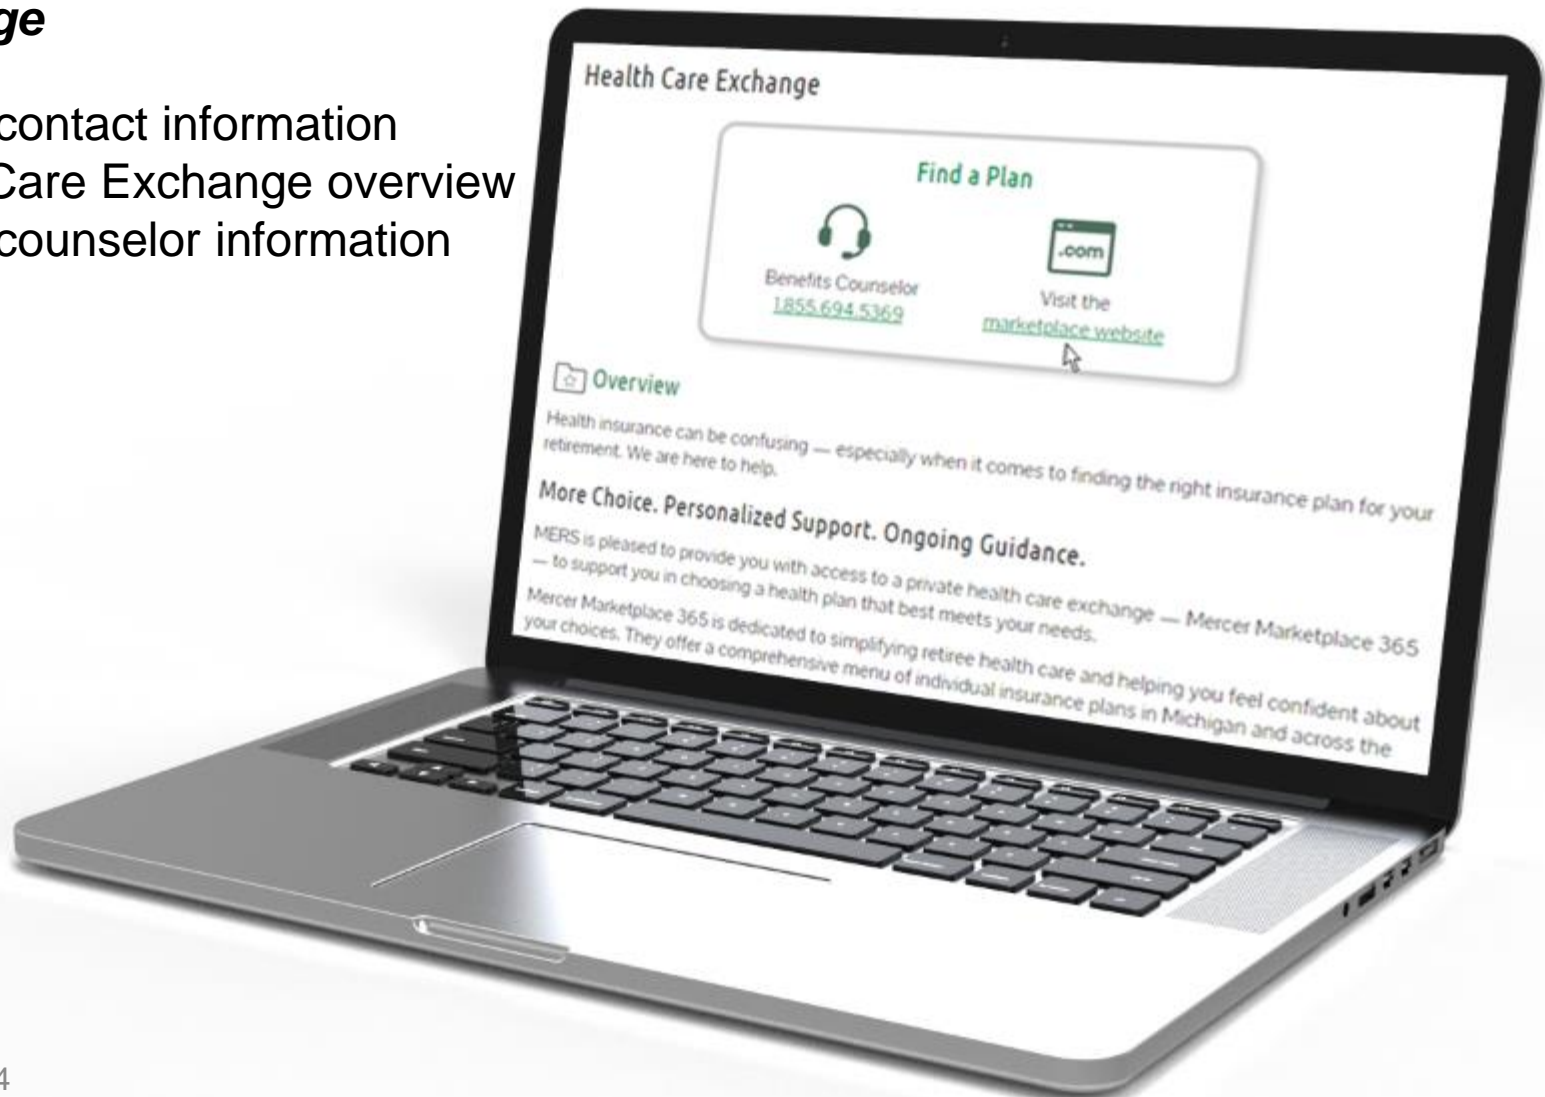 ge
contact information
Care Exchange overview
counselor information
Health Care Exchange
Find a Plan
.com
Benefits Counselor
1.855.694.5369
Visit the
marketplace website
Overview
Health insurance can be confusing — especially when it comes to finding the right insurance plan for your
retirement. We are here to help.
More Choice. Personalized Support. Ongoing Guidance.
MERS is pleased to provide you with access to a private health care exchange — Mercer Marketplace 365
— to support you in choosing a health plan that best meets your needs.
Mercer Marketplace 365 is dedicated to simplifying retiree health care and helping you feel confident about
your choices. They offer a comprehensive menu of individual insurance plans in Michigan and across the
4